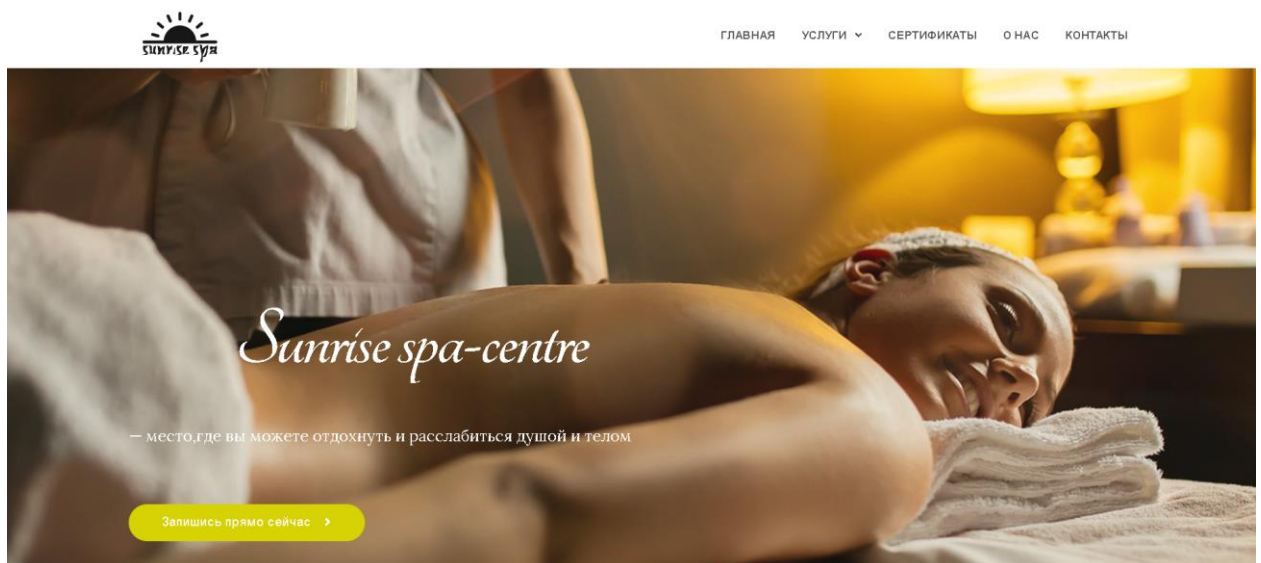 sunrise spa
ГЛАВНАЯ УСЛУГИ СЕРТИФИКАТЫ О НАС КОНТАКТЫ
Sunrise spa-centre
— место,где вы можете отдохнуть и расслабиться душой и телом
Запишись прямо сейчас